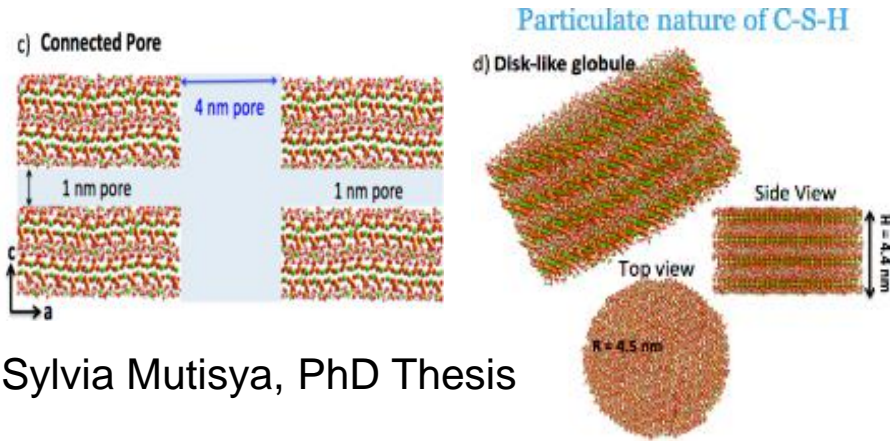 Particulate nature of C-S-H
c) Connected Pore
4 nm pore
1 nm pore
1 nm pore
c
a
d) Disk-like globule
Side View
H = 4.4 nm
Top view
R = 4.5 nm
Sylvia Mutisya, PhD Thesis